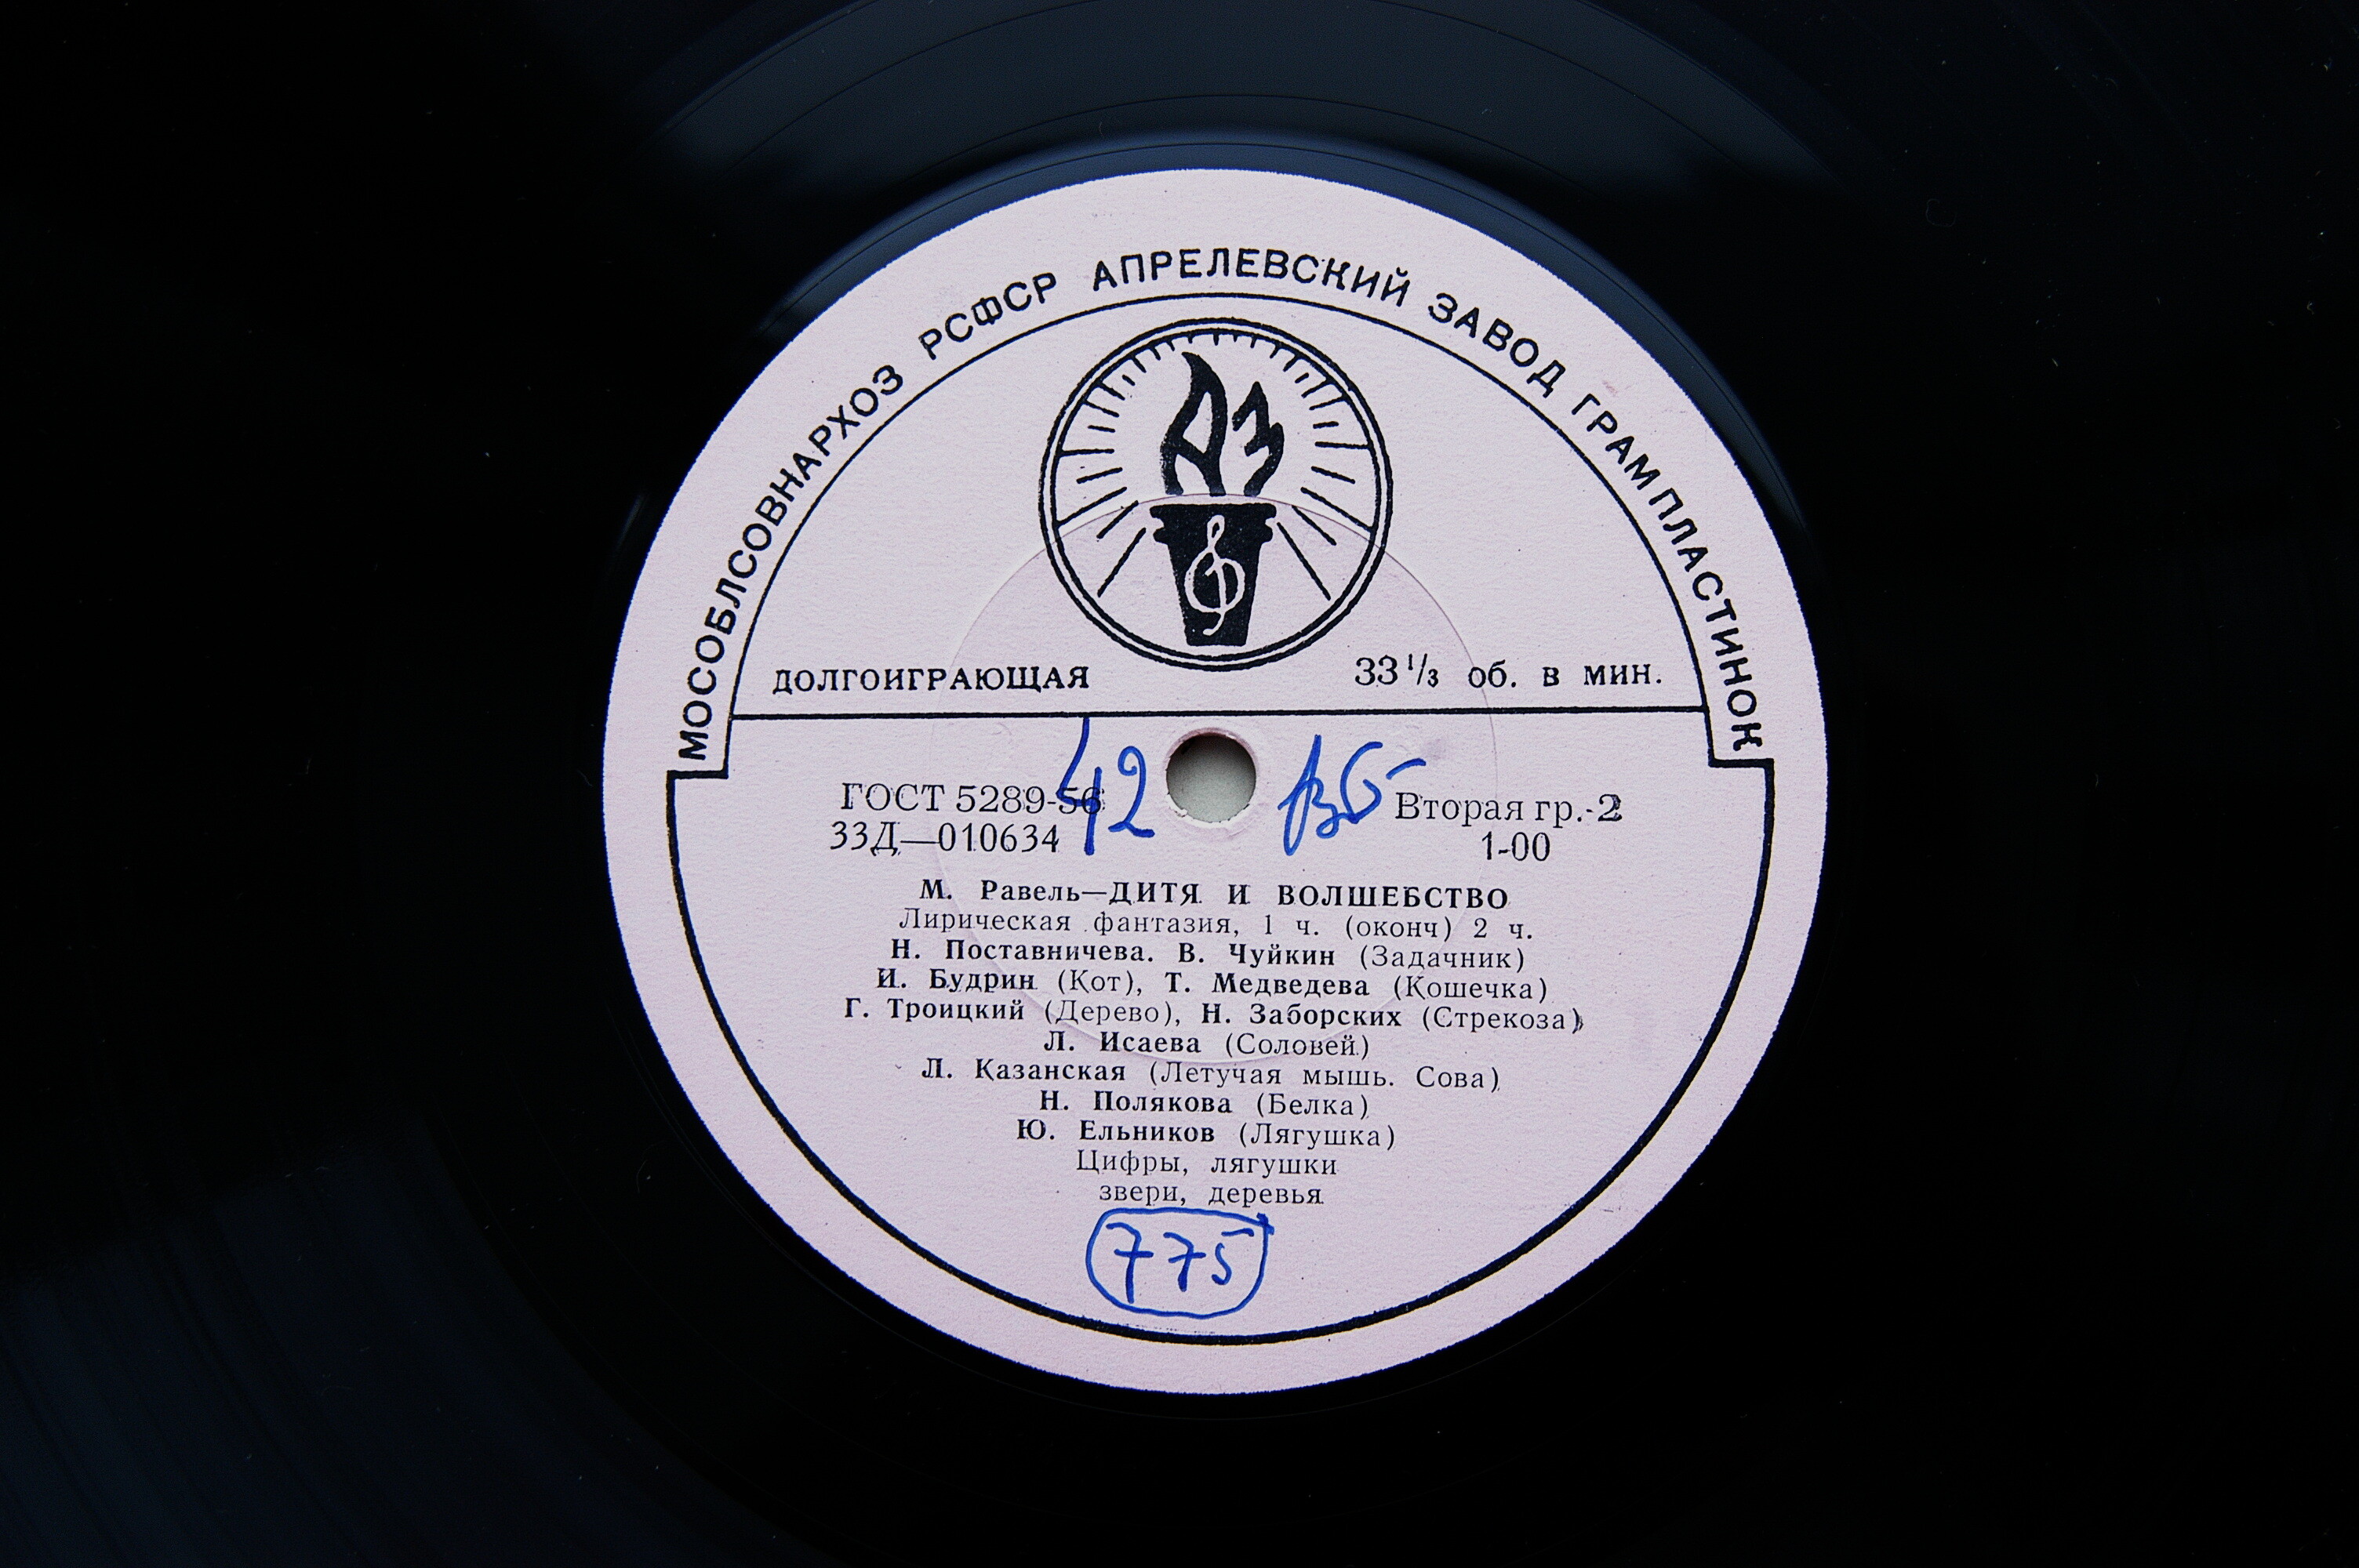 МОСОБЛСОВНАРХОЗ РСФСР АПРЕЛЕВСКИЙ ЗАВОД ГРАМПЛАСТИНОК
АЗ
ДОЛГОИГРАЮЩАЯ 33 1/3 об. в мин.
42
ГОСТ 5289-56 Вторая гр.-2
33Д—010634 1-00
М. Равель—ДИТЯ И ВОЛШЕБСТВО
Лирическая фантазия, 1 ч. (оконч) 2 ч.
Н. Поставничева. В. Чуйкин (Задачник)
И. Будрин (Кот), Т. Медведева (Кошечка)
Г. Троицкий (Дерево), Н. Заборских (Стрекоза)
Л. Исаева (Соловей)
Л. Казанская (Летучая мышь. Сова)
Н. Полякова (Белка)
Ю. Ельников (Лягушка)
Цифры, лягушки
звери, деревья
775